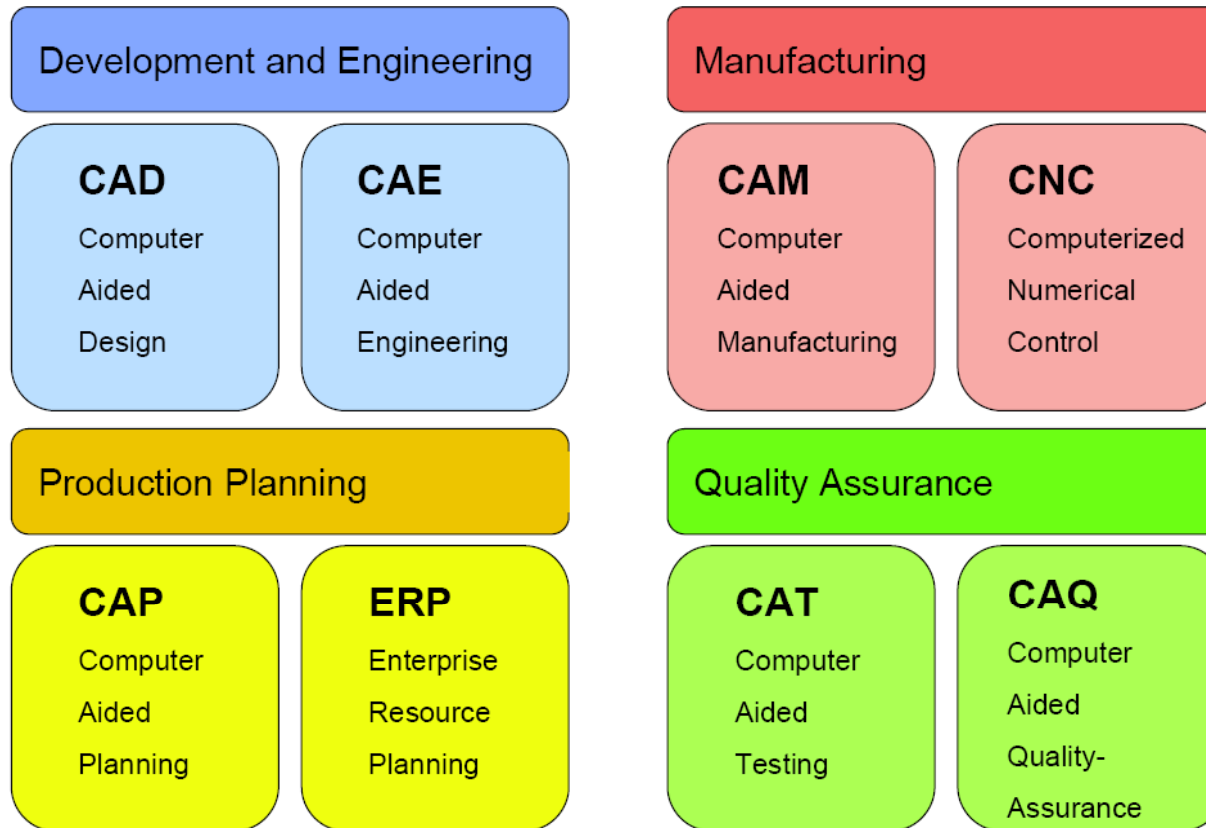 Development and Engineering
CAD
Computer
Aided
Design
CAE
Computer
Aided
Engineering
Manufacturing
CAM
Computer
Aided
Manufacturing
CNC
Computerized
Numerical
Control
Production Planning
CAP
Computer
Aided
Planning
ERP
Enterprise
Resource
Planning
Quality Assurance
CAT
Computer
Aided
Testing
CAQ
Computer
Aided
Quality-
Assurance